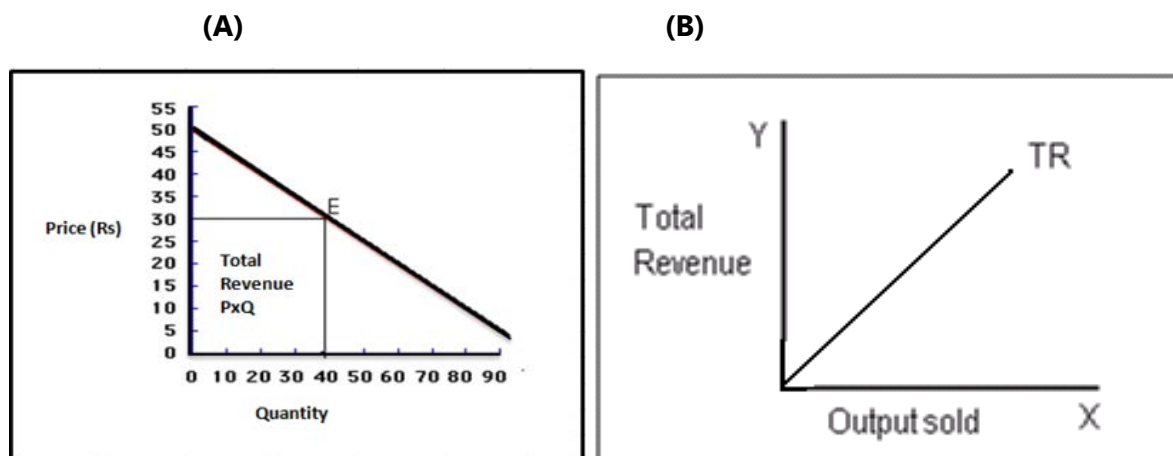 (A)
(B)
55
50
45
40
35
30
25
20
15
10
5
0
Price (Rs)
E
Total
Revenue
PxQ
0 10 20 30 40 50 60 70 80 90
Quantity
Y
TR
Total
Revenue
Output sold
X